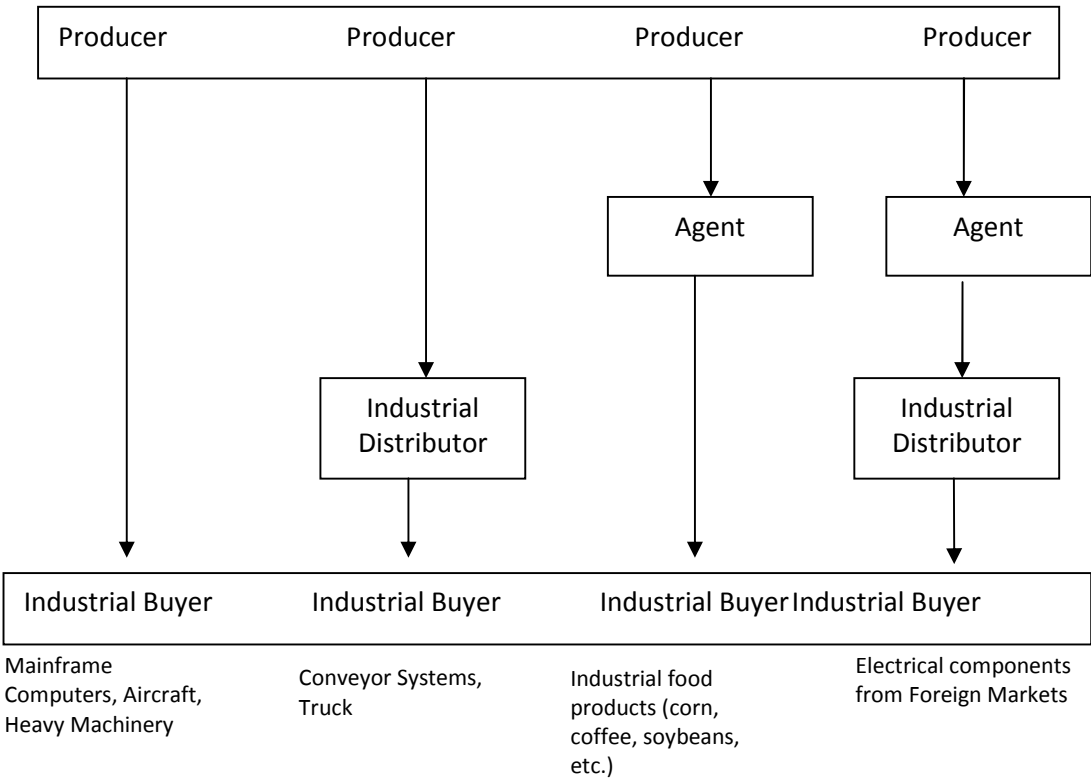 Producer Producer Producer Producer
Agent Agent
Industrial
Distributor
Industrial
Distributor
Industrial Buyer Industrial Buyer Industrial Buyer Industrial Buyer
Mainframe
Computers, Aircraft,
Heavy Machinery
Conveyor Systems,
Truck
Industrial food
products (corn,
coffee, soybeans,
etc.)
Electrical components
from Foreign Markets